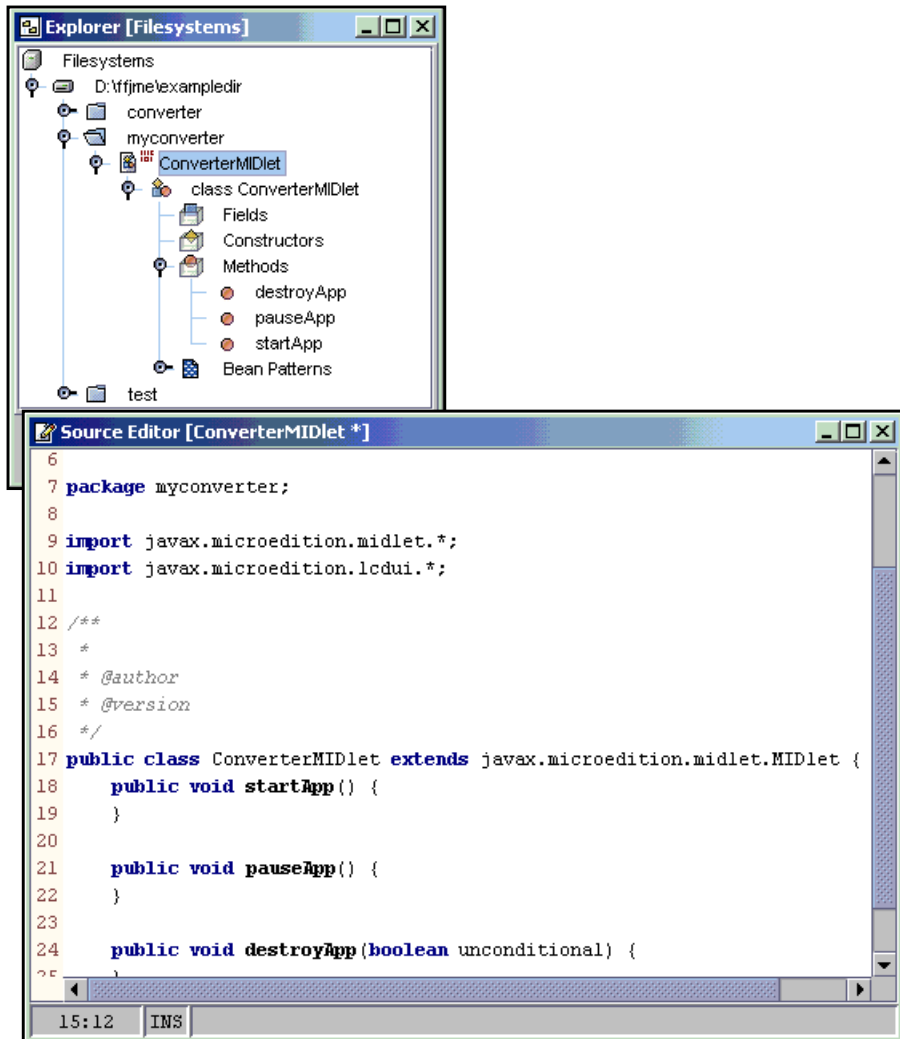 Explorer [Filesystems]
Filesystems
D:\ffjme\exampledir
converter
myconverter
ConverterMIDlet
class ConverterMIDlet
Fields
Constructors
Methods
destroyApp
pauseApp
startApp
Bean Patterns
test
Source Editor [ConverterMIDlet *]
6
7 package myconverter;
8
9 import javax.microedition.midlet.*;
10 import javax.microedition.lcdui.*;
11
12 /**
13  *
14  * @author
15  * @version
16  */
17 public class ConverterMIDlet extends javax.microedition.midlet.MIDlet {
18     public void startApp() {
19     }
20
21     public void pauseApp() {
22     }
23
24     public void destroyApp(boolean unconditional) {
25     }
15:12 INS